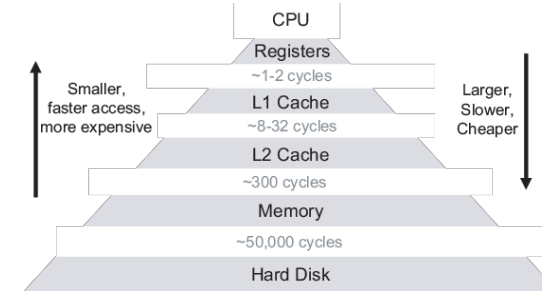 CPU
Registers
~1-2 cycles
Smaller,
faster access,
more expensive
Larger,
Slower,
Cheaper
L1 Cache
~8-32 cycles
L2 Cache
~300 cycles
Memory
~50,000 cycles
Hard Disk